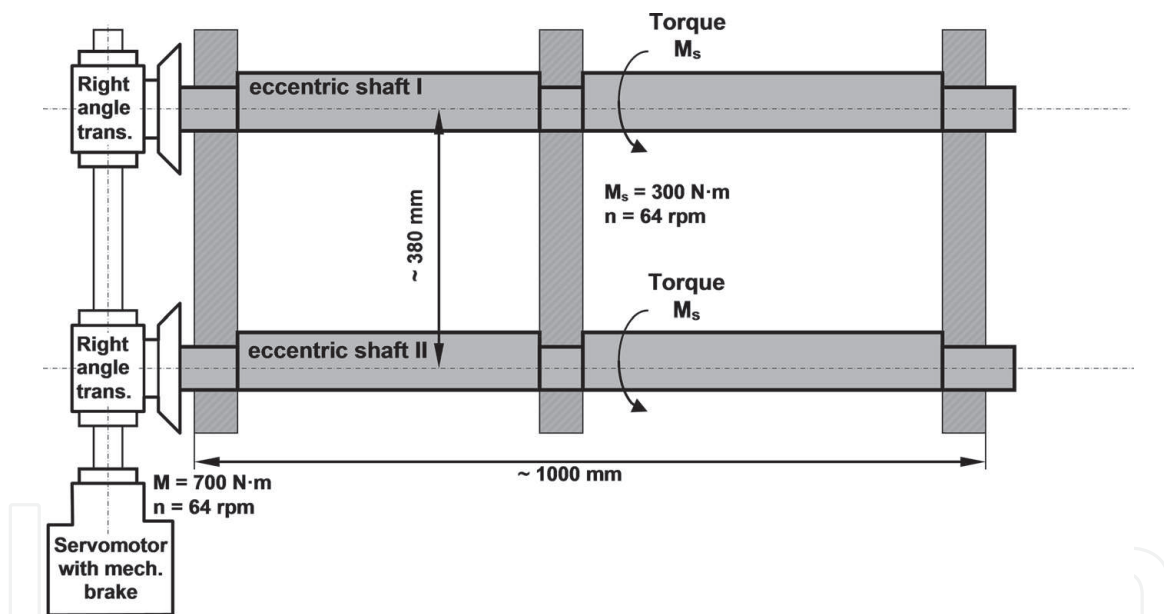 Torque
Mₛ
Right
angle
trans.
eccentric shaft I
Mₛ = 300 N·m
n = 64 rpm
~ 380 mm
Torque
Mₛ
Right
angle
trans.
eccentric shaft II
~ 1000 mm
M = 700 N·m
n = 64 rpm
Servomotor
with mech.
brake